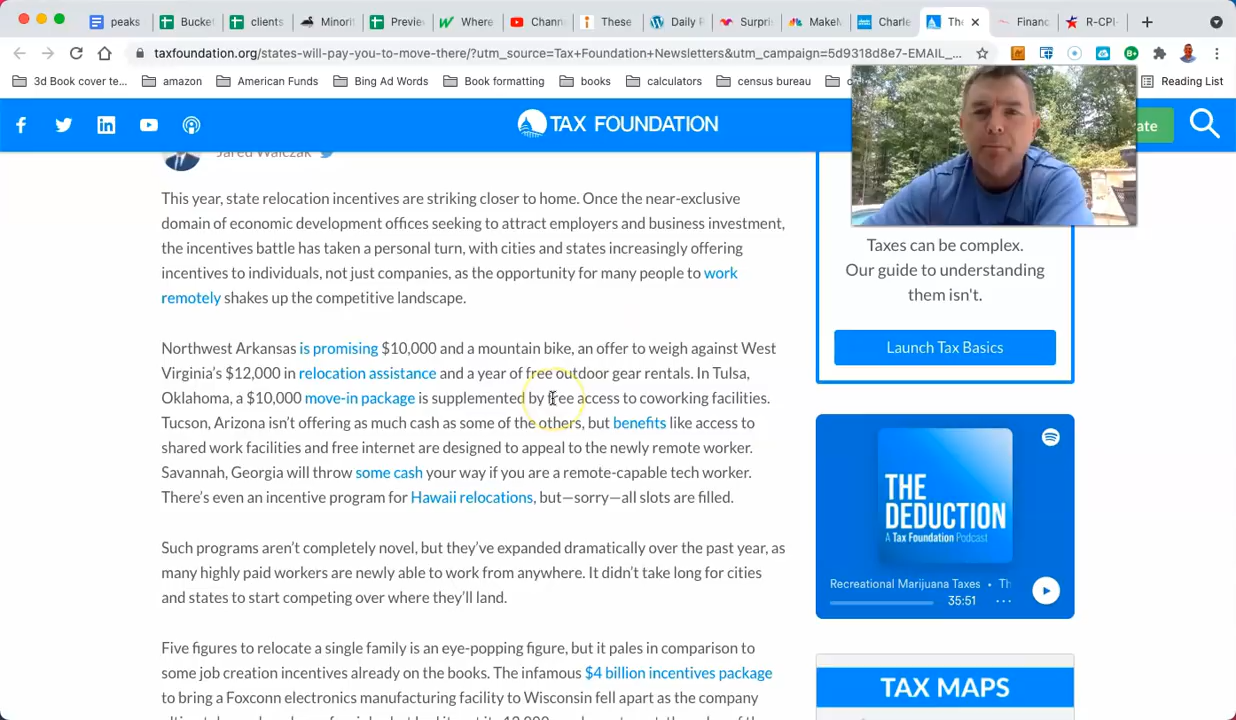 peaks Bucket clients Minorit Previe Where Chann These Daily P Surpri MakeM Charle The Financ R-CPI-
taxfoundation.org/states-will-pay-you-to-move-there/?utm_source=Tax+Foundation+Newsletters&utm_campaign=5d9318d8e7-EMAIL_...
3d Book cover te... amazon American Funds Bing Ad Words Book formatting books calculators census bureau Reading List
TAX FOUNDATION
ate
Jared Walczak
This year, state relocation incentives are striking closer to home. Once the near-exclusive
domain of economic development offices seeking to attract employers and business investment,
the incentives battle has taken a personal turn, with cities and states increasingly offering
incentives to individuals, not just companies, as the opportunity for many people to work
remotely shakes up the competitive landscape.
Northwest Arkansas is promising $10,000 and a mountain bike, an offer to weigh against West
Virginia's $12,000 in relocation assistance and a year of free outdoor gear rentals. In Tulsa,
Oklahoma, a $10,000 move-in package is supplemented by free access to coworking facilities.
Tucson, Arizona isn't offering as much cash as some of the others, but benefits like access to
shared work facilities and free internet are designed to appeal to the newly remote worker.
Savannah, Georgia will throw some cash your way if you are a remote-capable tech worker.
There's even an incentive program for Hawaii relocations, but—sorry—all slots are filled.
Such programs aren't completely novel, but they've expanded dramatically over the past year, as
many highly paid workers are newly able to work from anywhere. It didn't take long for cities
and states to start competing over where they'll land.
Five figures to relocate a single family is an eye-popping figure, but it pales in comparison to
some job creation incentives already on the books. The infamous $4 billion incentives package
to bring a Foxconn electronics manufacturing facility to Wisconsin fell apart as the company
Taxes can be complex.
Our guide to understanding
them isn't.
Launch Tax Basics
THE
DEDUCTION
A Tax Foundation Podcast
Recreational Marijuana Taxes • Th
35:51
TAX MAPS